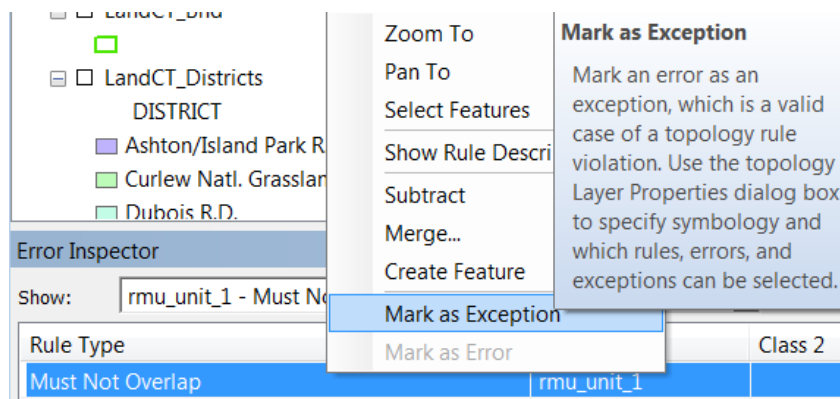 LandCT_Bnd
LandCT_Districts
DISTRICT
Ashton/Island Park R
Curlew Natl. Grasslan
Dubois R.D.
Zoom To
Pan To
Select Features
Show Rule Descri
Subtract
Merge...
Create Feature
Mark as Exception
Mark as Error
Mark as Exception
Mark an error as an
exception, which is a valid
case of a topology rule
violation. Use the topology
Layer Properties dialog box
to specify symbology and
which rules, errors, and
exceptions can be selected.
Error Inspector
Show: rmu_unit_1 - Must No
Rule Type Class 2
Must Not Overlap rmu_unit_1